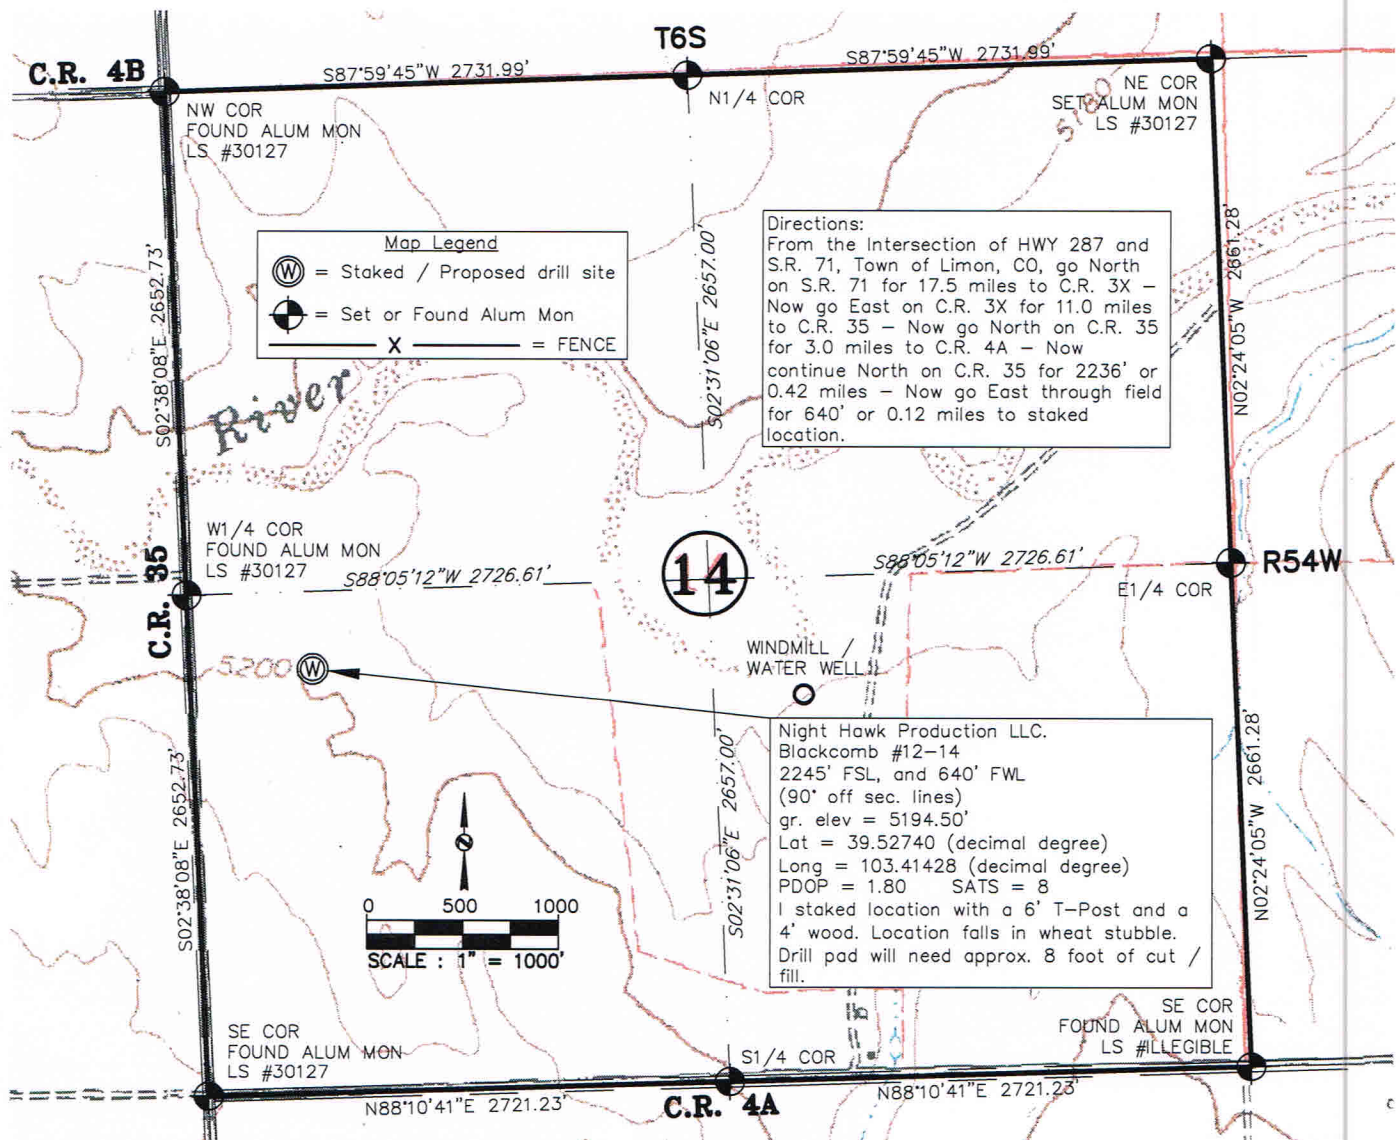 T6S
C.R. 4B
S87°59'45"W 2731.99'
S87°59'45"W 2731.99'
NW COR
FOUND ALUM MON
LS #30127
N1/4 COR
NE COR
SET ALUM MON
LS #30127
5180
Map Legend
W = Staked / Proposed drill site
= Set or Found Alum Mon
X = FENCE
Directions:
From the Intersection of HWY 287 and
S.R. 71, Town of Limon, CO, go North
on S.R. 71 for 17.5 miles to C.R. 3X –
Now go East on C.R. 3X for 11.0 miles
to C.R. 35 – Now go North on C.R. 35
for 3.0 miles to C.R. 4A – Now
continue North on C.R. 35 for 2236' or
0.42 miles – Now go East through field
for 640' or 0.12 miles to staked
location.
S02°38'08"E 2652.73'
S02°31'06"E 2657.00'
N02°24'05"W 2661.28'
River
W1/4 COR
FOUND ALUM MON
LS #30127
C.R. 35
S88°05'12"W 2726.61'
14
S88°05'12"W 2726.61'
R54W
E1/4 COR
5200
W
WINDMILL /
WATER WELL
Night Hawk Production LLC.
Blackcomb #12-14
2245' FSL, and 640' FWL
(90° off sec. lines)
gr. elev = 5194.50'
Lat = 39.52740 (decimal degree)
Long = 103.41428 (decimal degree)
PDOP = 1.80 SATS = 8
I staked location with a 6' T-Post and a
4' wood. Location falls in wheat stubble.
Drill pad will need approx. 8 foot of cut /
fill.
S02°38'08"E 2652.73'
S02°31'06"E 2657.00'
N02°24'05"W 2661.28'
N
0 500 1000
SCALE : 1" = 1000'
SE COR
FOUND ALUM MON
LS #30127
S1/4 COR
SE COR
FOUND ALUM MON
LS #ILLEGIBLE
N88°10'41"E 2721.23'
C.R. 4A
N88°10'41"E 2721.23'